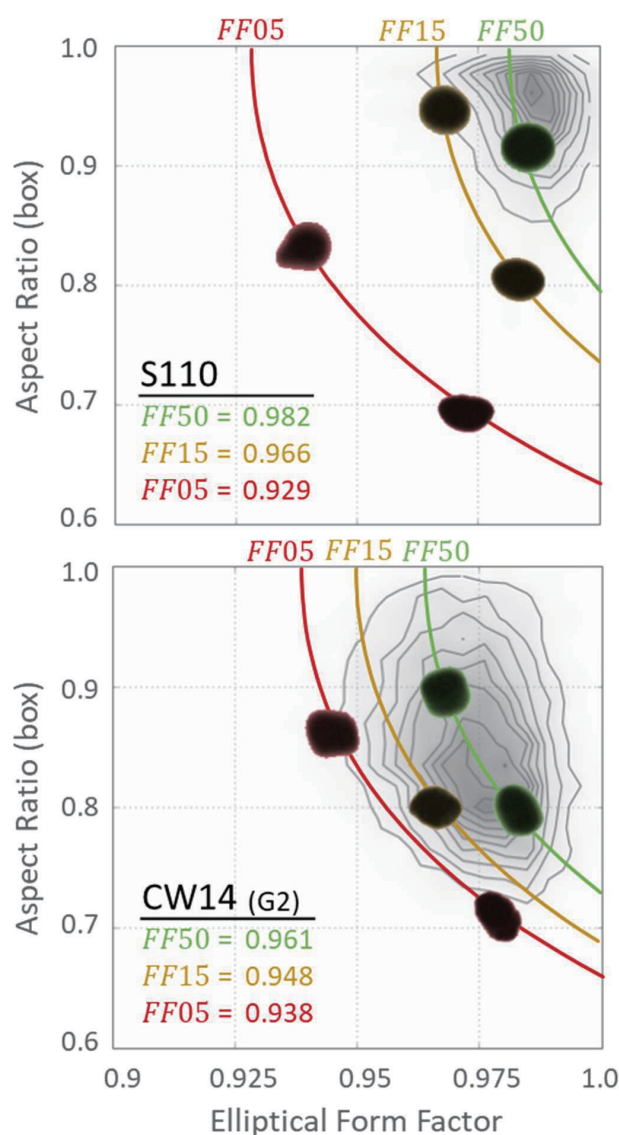 FF05 FF15 FF50
1.0
0.9
0.8
0.7
0.6
Aspect Ratio (box)
S110
FF50 = 0.982
FF15 = 0.966
FF05 = 0.929
FF05 FF15 FF50
1.0
0.9
0.8
0.7
0.6
Aspect Ratio (box)
CW14 (G2)
FF50 = 0.961
FF15 = 0.948
FF05 = 0.938
0.9 0.925 0.95 0.975 1.0
Elliptical Form Factor